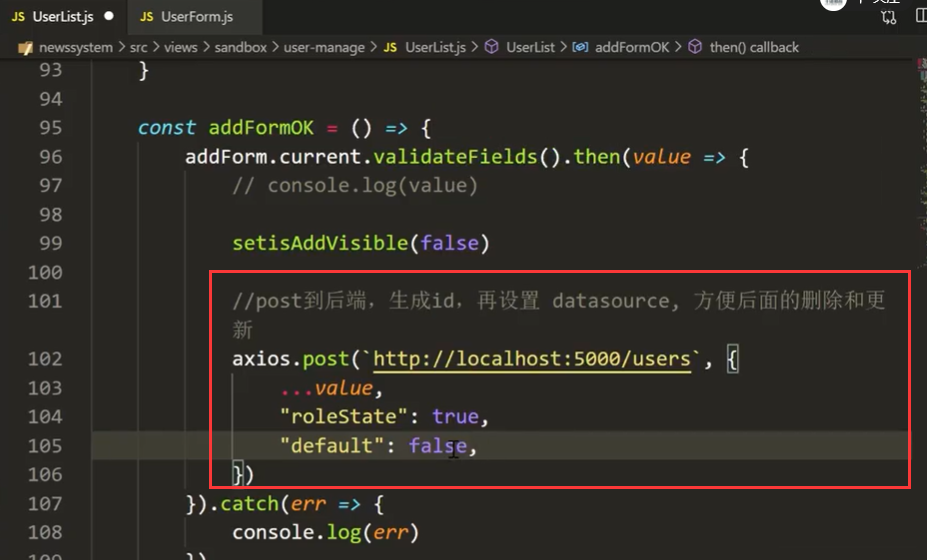 JS UserList.js ● JS UserForm.js
newssystem > src > views > sandbox > user-manage > JS UserList.js > UserList > addFormOK > then() callback
93 }
94
95 const addFormOK = () => {
96 addForm.current.validateFields().then(value => {
97 // console.log(value)
98
99 setisAddVisible(false)
100
101 //post到后端，生成id，再设置 datasource, 方便后面的删除和更
新
102 axios.post(`http://localhost:5000/users`, {
103 ...value,
104 "roleState": true,
105 "default": false,
106 })
107 }).catch(err => {
108 console.log(err)